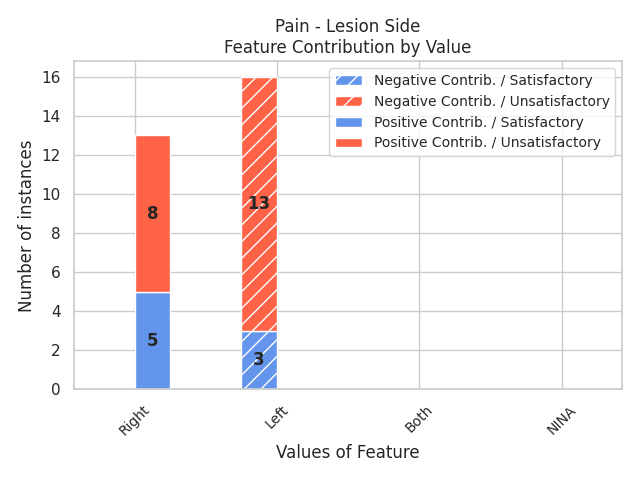 Pain - Lesion Side
Feature Contribution by Value
Negative Contrib. / Satisfactory
Negative Contrib. / Unsatisfactory
Positive Contrib. / Satisfactory
Positive Contrib. / Unsatisfactory
Number of instances
16
14
12
10
8
6
4
2
0
8
5
13
3
Right
Left
Both
NINA
Values of Feature